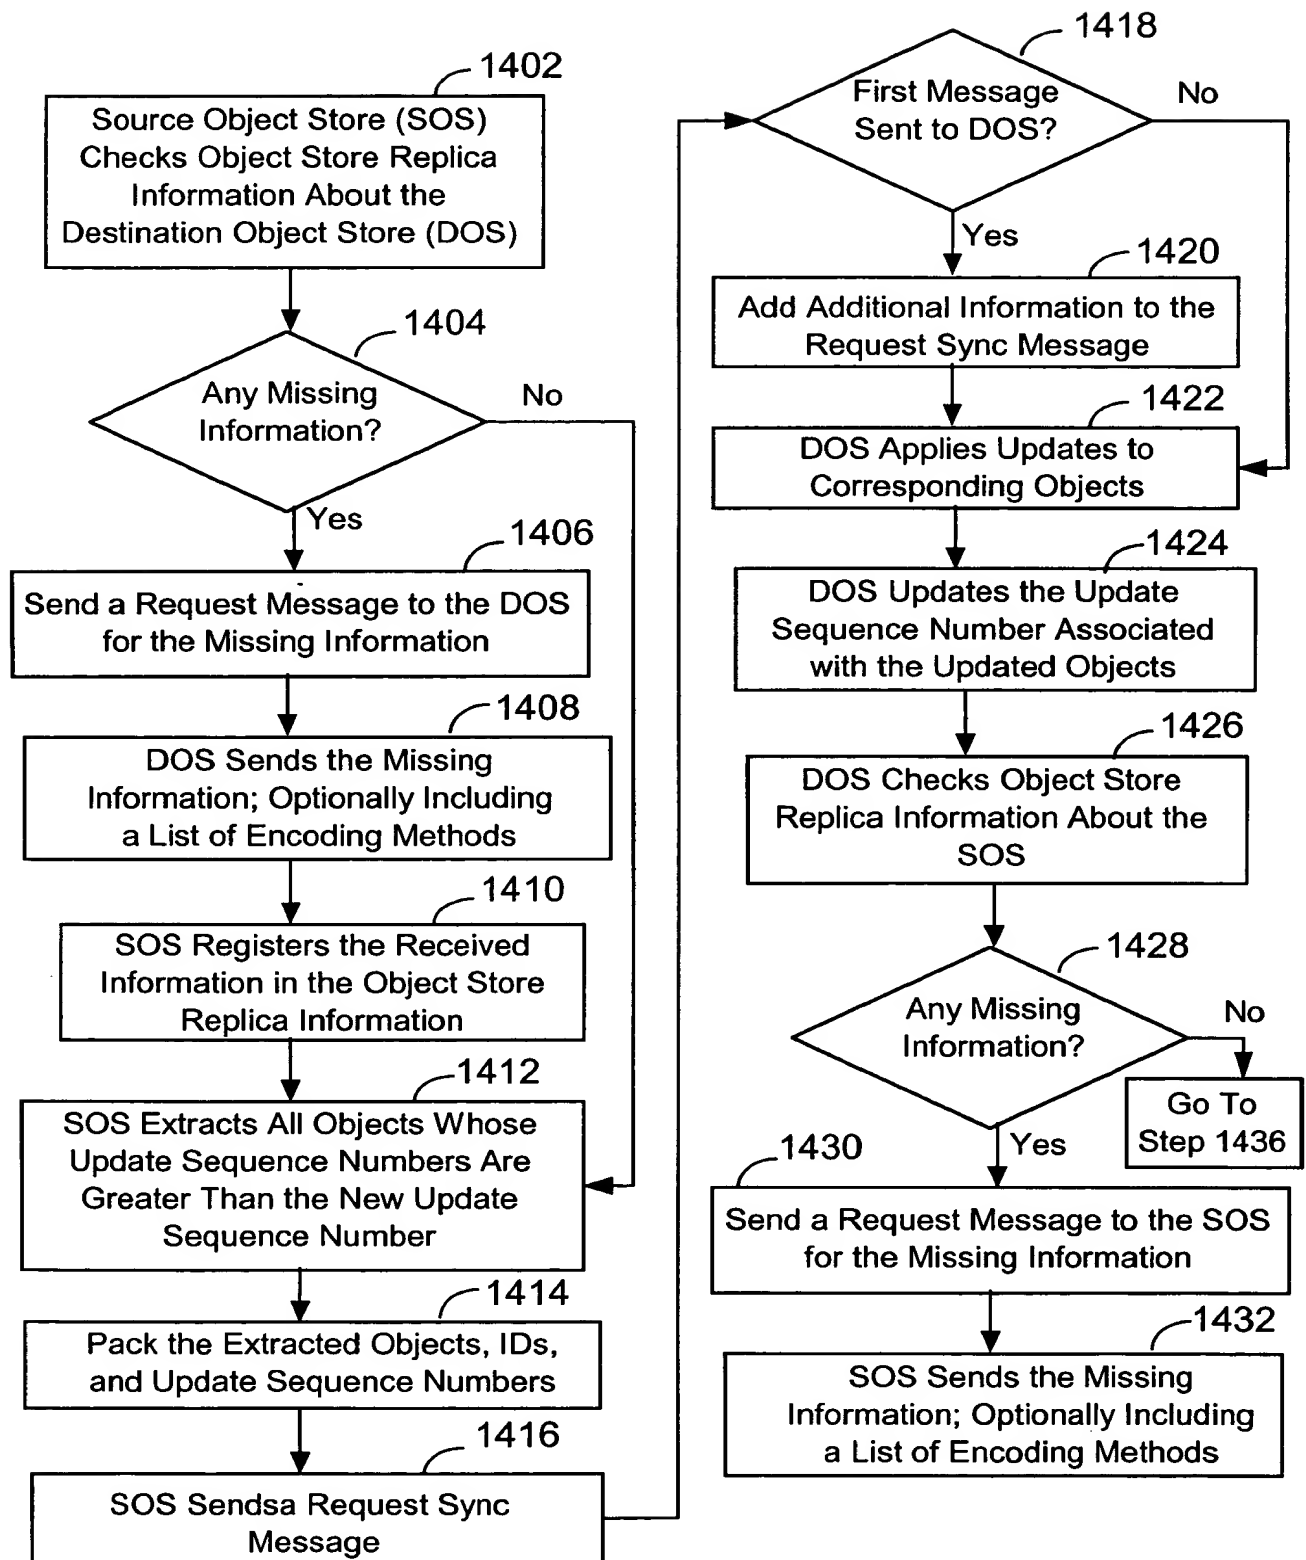 1402
Source Object Store (SOS)
Checks Object Store Replica
Information About the
Destination Object Store (DOS)
1404
Any Missing
Information?
No
Yes
1406
Send a Request Message to the DOS
for the Missing Information
1408
DOS Sends the Missing
Information; Optionally Including
a List of Encoding Methods
1410
SOS Registers the Received
Information in the Object Store
Replica Information
1412
SOS Extracts All Objects Whose
Update Sequence Numbers Are
Greater Than the New Update
Sequence Number
1414
Pack the Extracted Objects, IDs,
and Update Sequence Numbers
1416
SOS Sendsa Request Sync
Message
1418
First Message
Sent to DOS?
No
Yes
1420
Add Additional Information to the
Request Sync Message
1422
DOS Applies Updates to
Corresponding Objects
1424
DOS Updates the Update
Sequence Number Associated
with the Updated Objects
1426
DOS Checks Object Store
Replica Information About the
SOS
1428
Any Missing
Information?
No
Go To
Step 1436
Yes
1430
Send a Request Message to the SOS
for the Missing Information
1432
SOS Sends the Missing
Information; Optionally Including
a List of Encoding Methods